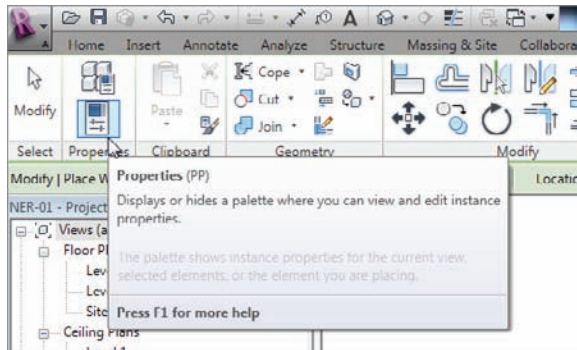 R
A
Home Insert Annotate Analyze Structure Massing & Site Collabora
Cope
Modify
Paste
Cut
Join
Select Properties Clipboard Geometry Modify
Modify | Place W
Locatio
NER-01 - Project
Views (a
Floor Pl
Lev
Lev
Site
Ceiling Plans
Properties (PP)
Displays or hides a palette where you can view and edit instance
properties.
The palette shows instance properties for the current view,
selected elements, or the element you are placing.
Press F1 for more help